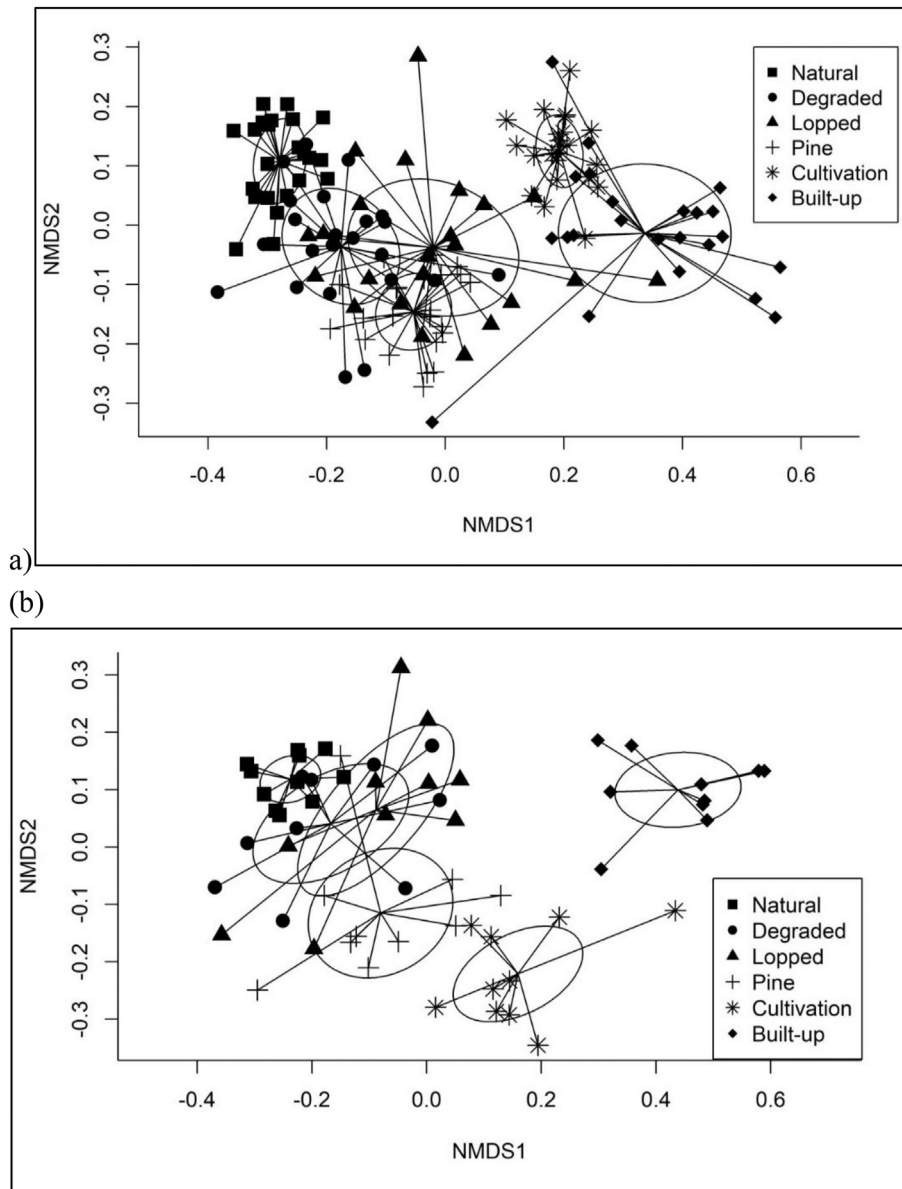 0.3
0.2
0.1
0.0
-0.1
-0.2
-0.3
NMDS2
Natural
Degraded
Lopped
Pine
Cultivation
Built-up
-0.4 -0.2 0.0 0.2 0.4 0.6
NMDS1
a)
(b)
0.3
0.2
0.1
0.0
-0.1
-0.2
-0.3
NMDS2
Natural
Degraded
Lopped
Pine
Cultivation
Built-up
-0.4 -0.2 0.0 0.2 0.4 0.6
NMDS1